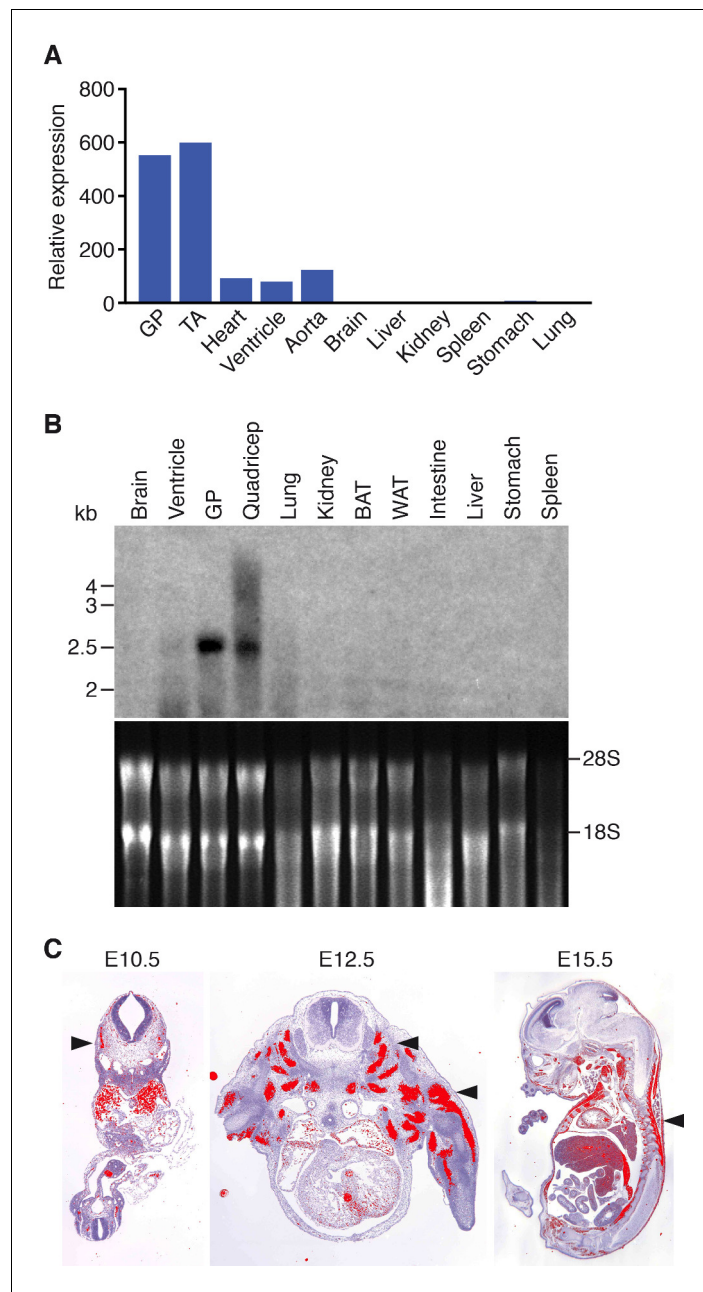 A
Relative expression
800
600
400
200
0
GP
TA
Heart
Ventricle
Aorta
Brain
Liver
Kidney
Spleen
Stomach
Lung
B
kb
Brain
Ventricle
GP
Quadricep
Lung
Kidney
BAT
WAT
Intestine
Liver
Stomach
Spleen
4
3
2.5
2
28S
18S
C
E10.5
E12.5
E15.5